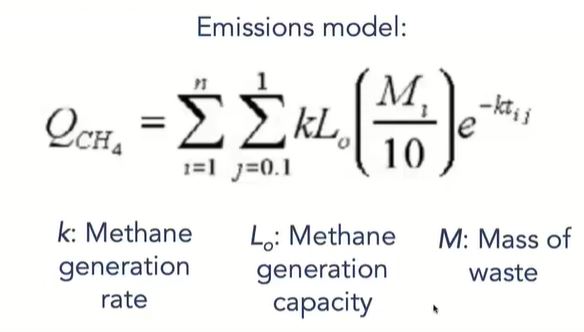 Emissions model:
Q_{CH_4} = \sum_{i=1}^{n} \sum_{j=0.1}^{1} kL_o \left( \frac{M_i}{10} \right) e^{-kt_{ij}}
k: Methane generation rate
L_o: Methane generation capacity
M: Mass of waste